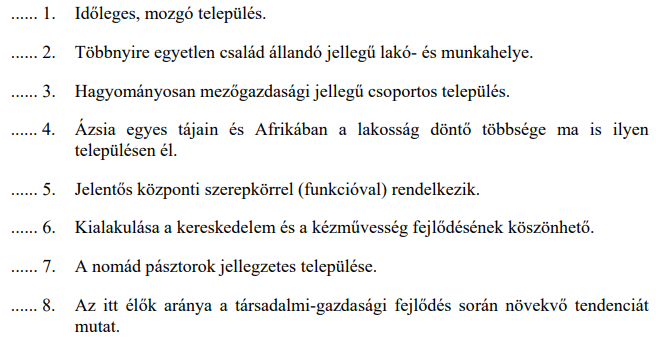 ...... 1. Időleges, mozgó település.
...... 2. Többnyire egyetlen család állandó jellegű lakó- és munkahelye.
...... 3. Hagyományosan mezőgazdasági jellegű csoportos település.
...... 4. Ázsia egyes tájain és Afrikában a lakosság döntő többsége ma is ilyen
településen él.
...... 5. Jelentős központi szerepkörrel (funkcióval) rendelkezik.
...... 6. Kialakulása a kereskedelem és a kézművesség fejlődésének köszönhető.
...... 7. A nomád pásztorok jellegzetes települése.
...... 8. Az itt élők aránya a társadalmi-gazdasági fejlődés során növekvő tendenciát
mutat.